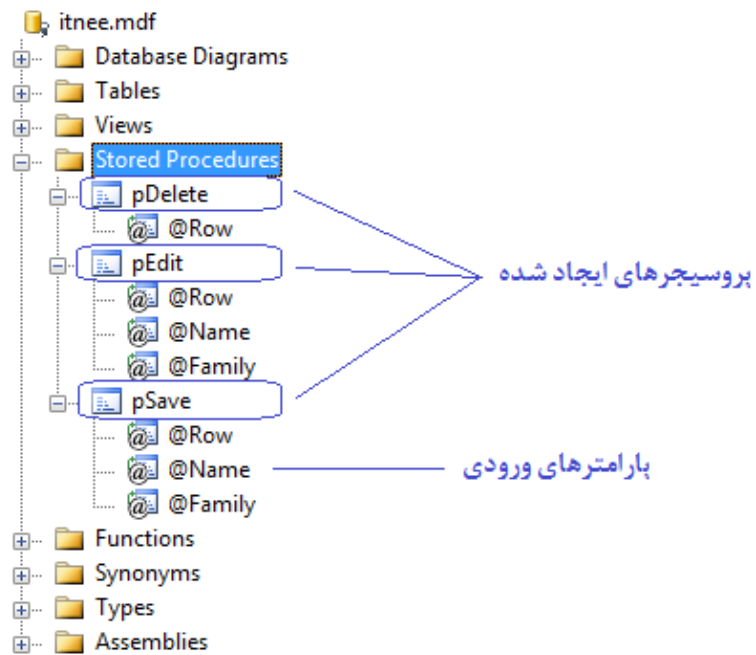 itnee.mdf
Database Diagrams
Tables
Views
Stored Procedures
pDelete
@Row
pEdit
پروسیجرهای ایجاد شده
@Row
@Name
@Family
pSave
@Row
@Name
پارامترهای ورودی
@Family
Functions
Synonyms
Types
Assemblies